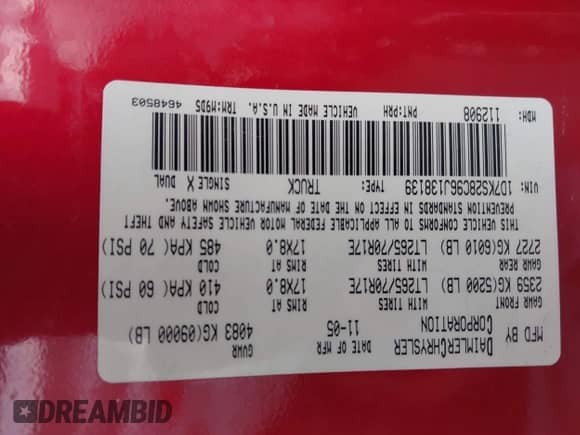 MFD BY DATE OF MFR GVWR
DAIMLERCHRYSLER 11-05 4083 KG(09000 LB)
CORPORATION
GAWR FRONT WITH TIRES RIMS AT COLD
2359 KG(5200 LB) LT265/70R17E 17X8.0 410 KPA( 60 PSI)
GAWR REAR WITH TIRES RIMS AT COLD
2727 KG(6010 LB) LT265/70R17E 17X8.0 485 KPA( 70 PSI)
THIS VEHICLE CONFORMS TO ALL APPLICABLE FEDERAL MOTOR VEHICLE SAFETY AND THEFT
PREVENTION STANDARDS IN EFFECT ON THE DATE OF MANUFACTURE SHOWN ABOVE.
VIN: 1D7KS28C96J138139 TYPE: TRUCK SINGLE X DUAL
MDH: 112908 PNT:PRH VEHICLE MADE IN U.S.A. TRM:M9D5 4648503
DREAMBID